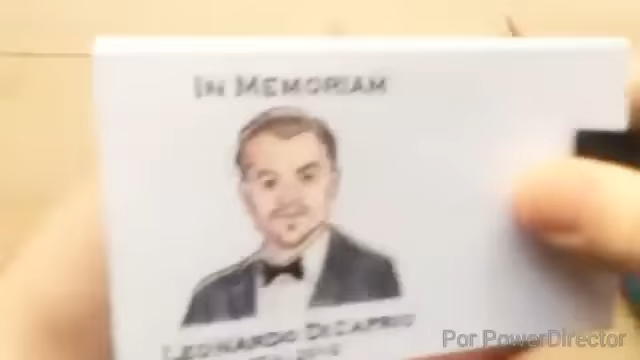 In Memoriam
Leonardo DiCaprio
Por PowerDirector